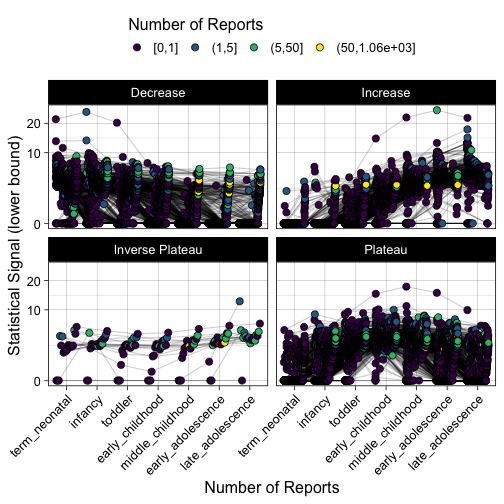 Number of Reports
[0,1] (1,5] (5,50] (50,1.06e+03]
Decrease Increase
Statistical Signal (lower bound)
20
10
0
Inverse Plateau Plateau
20
10
0
term_neonatal infancy toddler early_childhood middle_childhood early_adolescence late_adolescence
term_neonatal infancy toddler early_childhood middle_childhood early_adolescence late_adolescence
Number of Reports